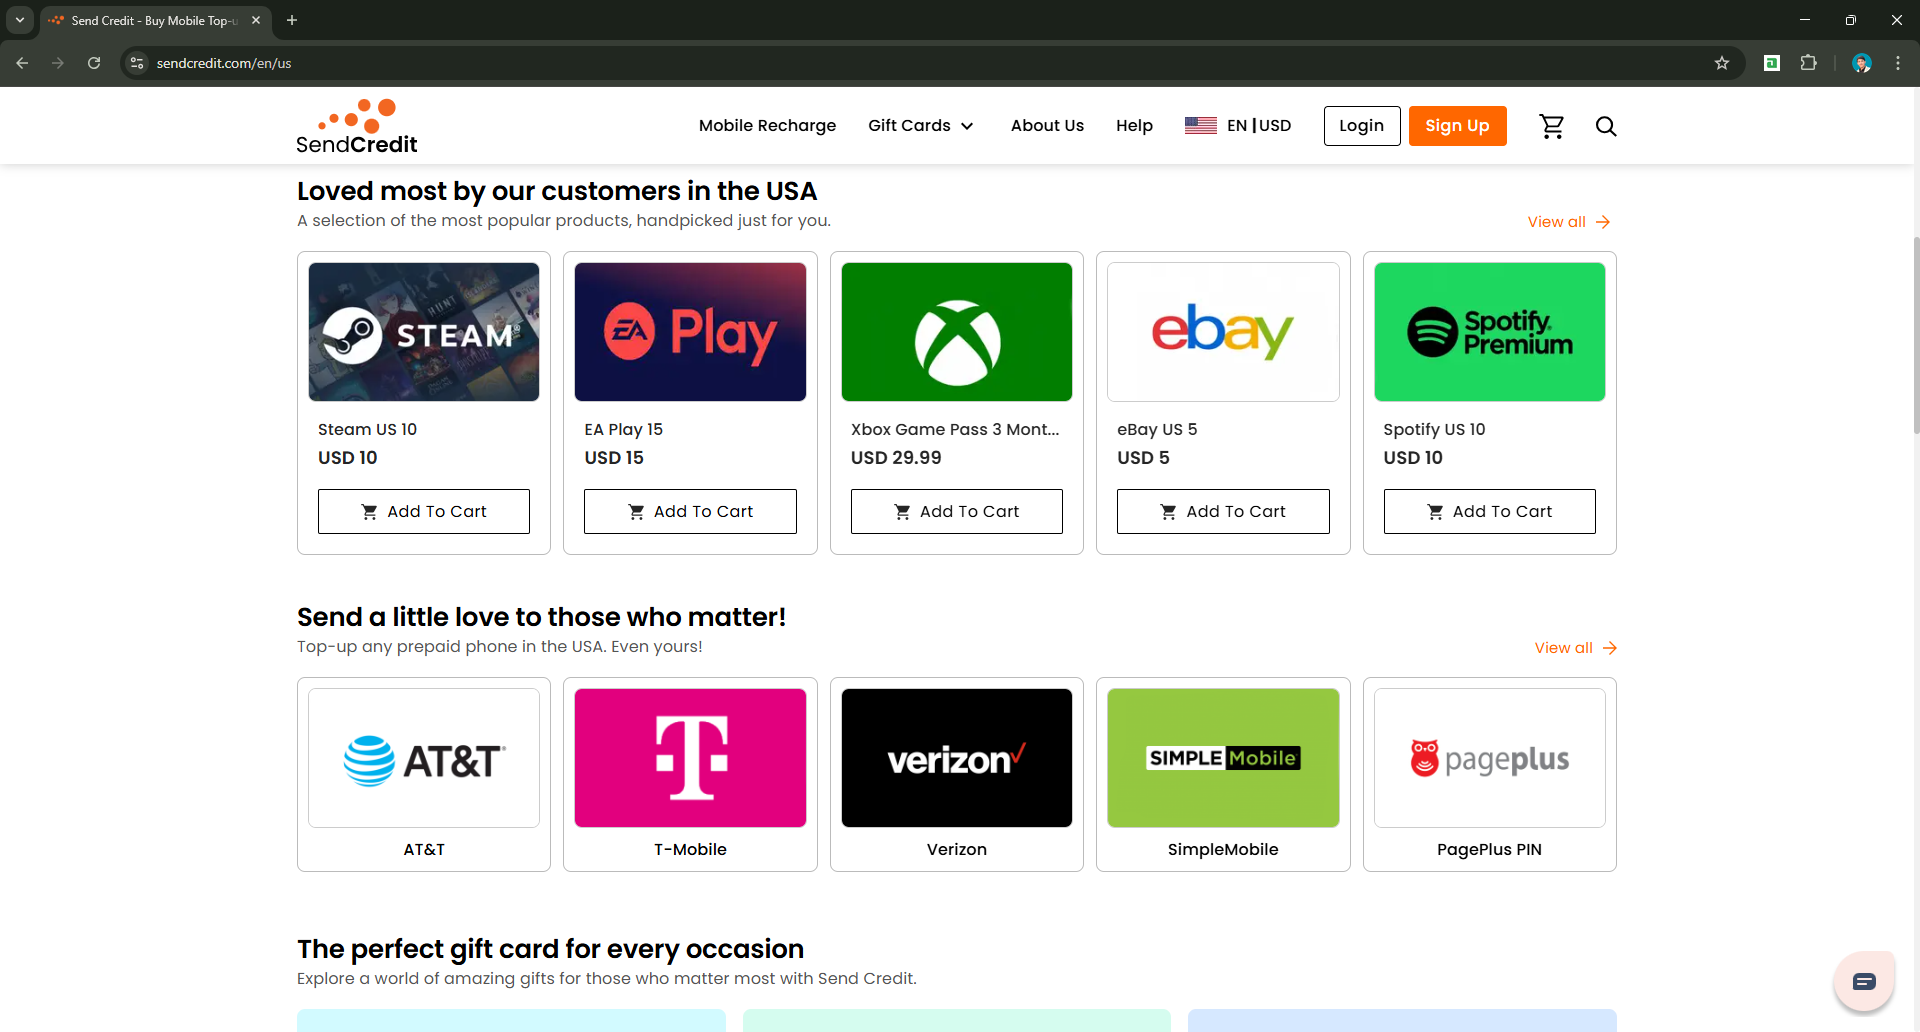 Send Credit - Buy Mobile Top-u
sendcredit.com/en/us
SendCredit
Mobile Recharge
Gift Cards
About Us
Help
EN | USD
Login
Sign Up
Loved most by our customers in the USA
A selection of the most popular products, handpicked just for you.
View all
STEAM®
EA Play
ebay
Spotify Premium
Steam US 10
USD 10
Add To Cart
EA Play 15
USD 15
Add To Cart
Xbox Game Pass 3 Mont...
USD 29.99
Add To Cart
eBay US 5
USD 5
Add To Cart
Spotify US 10
USD 10
Add To Cart
Send a little love to those who matter!
Top-up any prepaid phone in the USA. Even yours!
View all
AT&T
AT&T
T
T-Mobile
verizon
Verizon
SIMPLE Mobile
SimpleMobile
pageplus
PagePlus PIN
The perfect gift card for every occasion
Explore a world of amazing gifts for those who matter most with Send Credit.